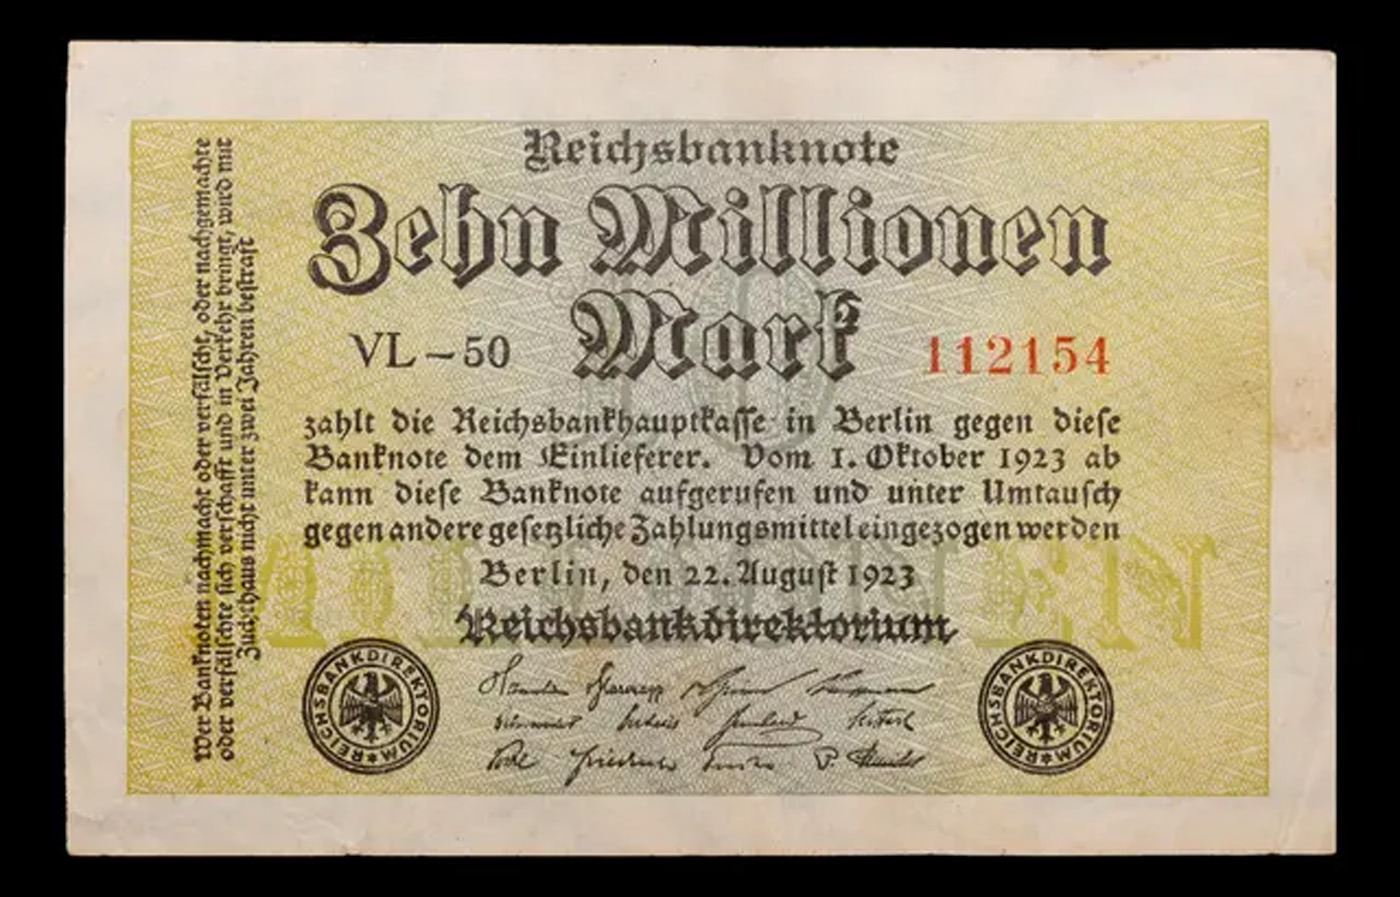 Reichsbanknote
Zehn Millionen
Mark
VL-50
112154
zahlt die Reichsbankhauptkasse in Berlin gegen diese
Banknote dem Einlieferer. Vom 1. Oktober 1923 ab
kann diese Banknote aufgerufen und unter Umtausch
gegen andere gesetzliche Zahlungsmittel eingezogen werden
Berlin, den 22. August 1923
Reichsbankdirektorium
REICHSBANKDIREKTORIUM
REICHSBANKDIREKTORIUM
Wer Banknoten nachmacht oder verfälscht, oder nachgemachte
oder verfälschte sich verschafft und in Verkehr bringt, wird mit
Zuchthaus nicht unter zwei Jahren bestraft